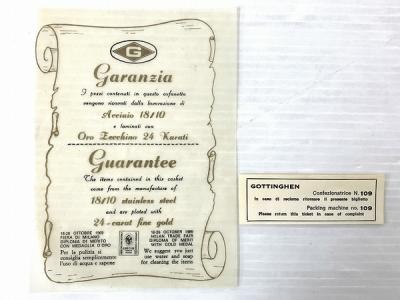 G
Garanzia
I pezzi contenuti in questo cofanetto
vengono ricavati dalla lavorazione di
Acciaio 18/10
e laminati con
Oro Zecchino 24 Karati
Guarantee
The items contained in this casket
come from the manufacture of
18/10 stainless steel
and are plated with
24-carat fine gold
OTTOBRE 1969
FIERA DI MILANO
DIPLOMA DI MERITO
CON MEDAGLIA D'ORO
Per la pulizia si
consiglia semplicemente
l'uso di acqua e sapone
OCTOBER 1969
MILAN TRADE FAIR
DIPLOMA OF MERIT
WITH GOLD MEDAL
We suggest you just
use water and soap
for cleaning the items
GOTTINGHEN
Confezionatrice N. 109
In caso di reclamo ritornare il presente biglietto
Packing machine no. 109
Please return this ticket in case of complaint